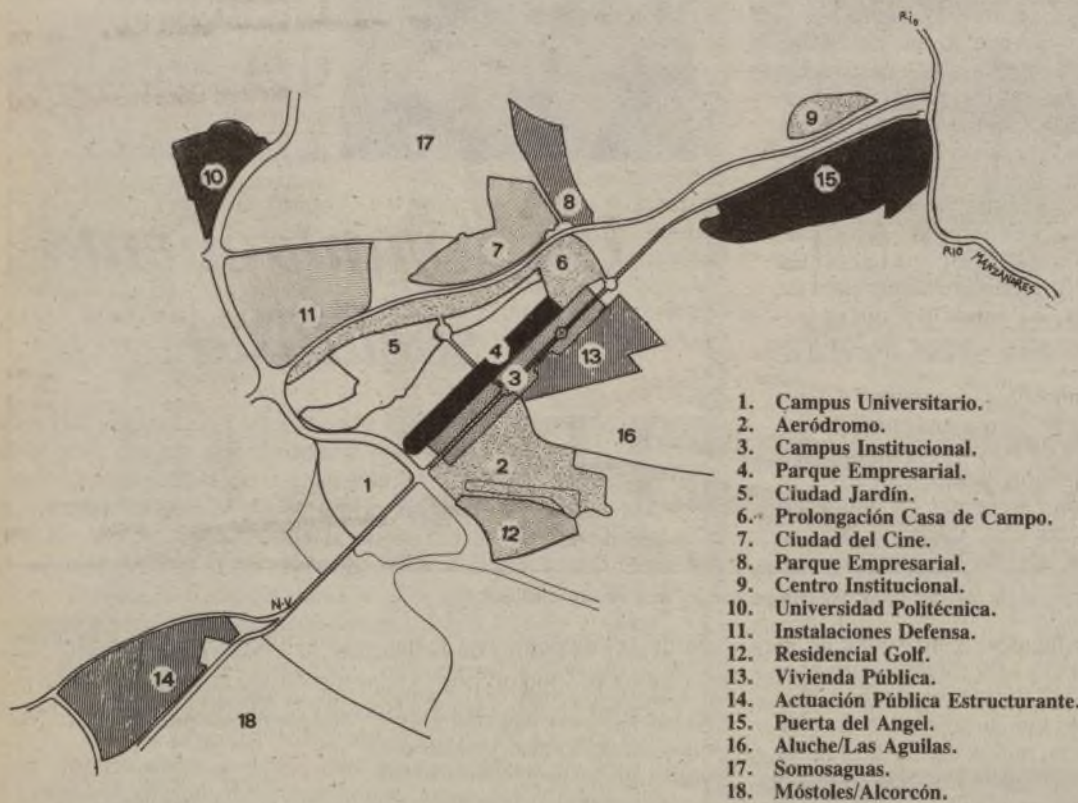 Río
17
10
9
15
8
7
6
RIO MANZANARES
11
5
4
13
3
16
2
1
12
N-V
14
18
1. Campus Universitario.
2. Aeródromo.
3. Campus Institucional.
4. Parque Empresarial.
5. Ciudad Jardín.
6. Prolongación Casa de Campo.
7. Ciudad del Cine.
8. Parque Empresarial.
9. Centro Institucional.
10. Universidad Politécnica.
11. Instalaciones Defensa.
12. Residencial Golf.
13. Vivienda Pública.
14. Actuación Pública Estructurante.
15. Puerta del Angel.
16. Aluche/Las Aguilas.
17. Somosaguas.
18. Móstoles/Alcorcón.